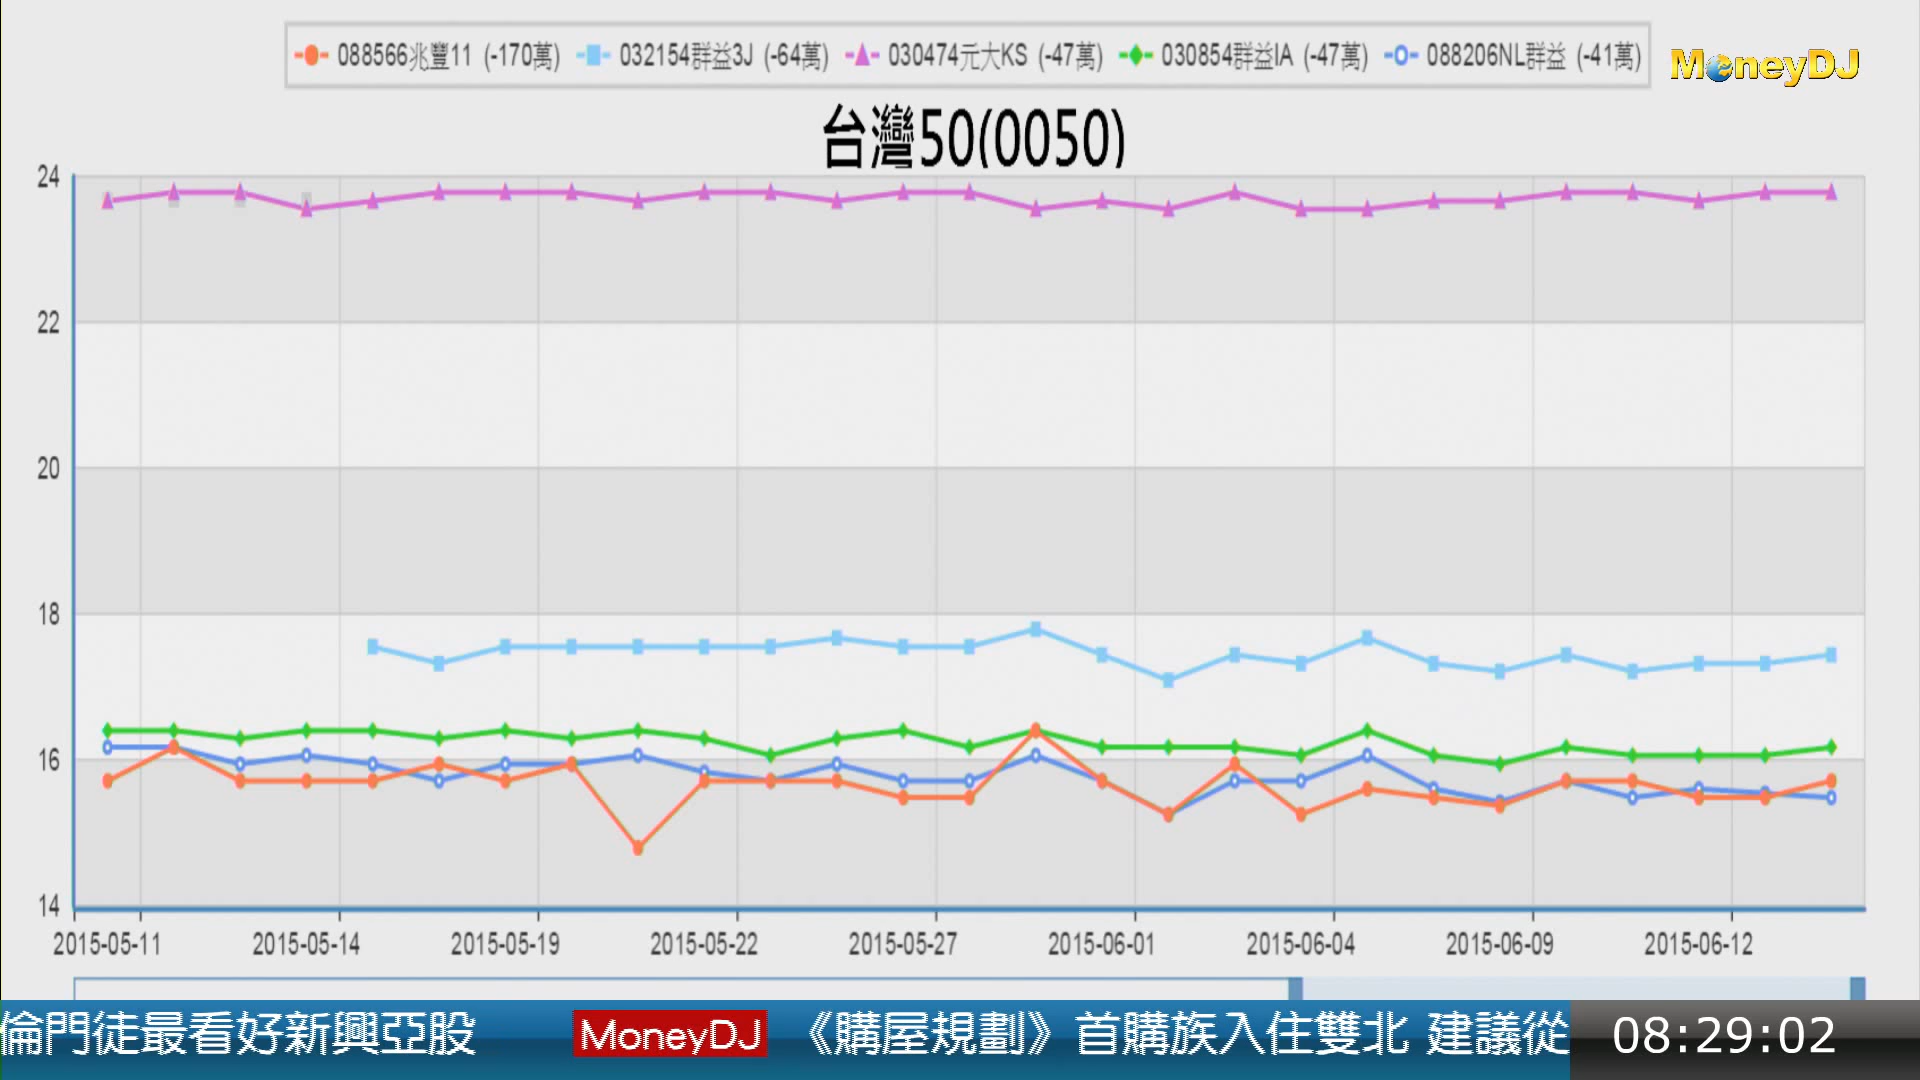 088566兆豐11 (-170萬) 032154群益3J (-64萬) 030474元大KS (-47萬) 030854群益IA (-47萬) 088206NL群益 (-41萬)
MoneyDJ
台灣50(0050)
24
22
20
18
16
14
2015-05-11 2015-05-14 2015-05-19 2015-05-22 2015-05-27 2015-06-01 2015-06-04 2015-06-09 2015-06-12
倫門徒最看好新興亞股 MoneyDJ 《購屋規劃》首購族入住雙北 建議從 08:29:02